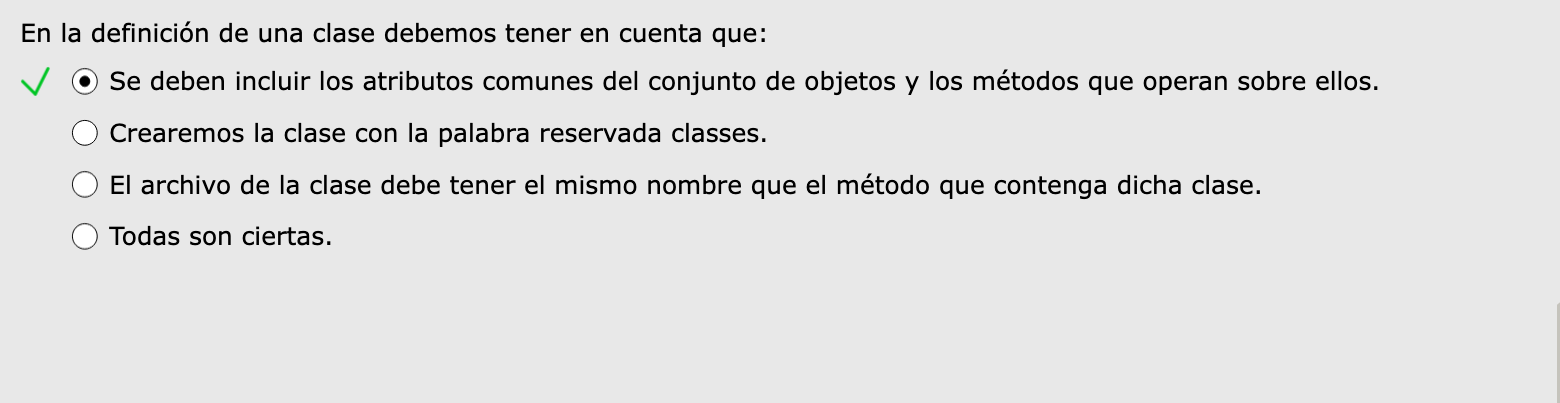 En la definición de una clase debemos tener en cuenta que:
Se deben incluir los atributos comunes del conjunto de objetos y los métodos que operan sobre ellos.
Crearemos la clase con la palabra reservada classes.
El archivo de la clase debe tener el mismo nombre que el método que contenga dicha clase.
Todas son ciertas.